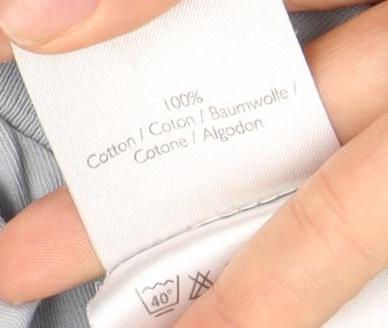 100%
Cotton / Coton / Baumwolle /
Cotone / Algodon
40°